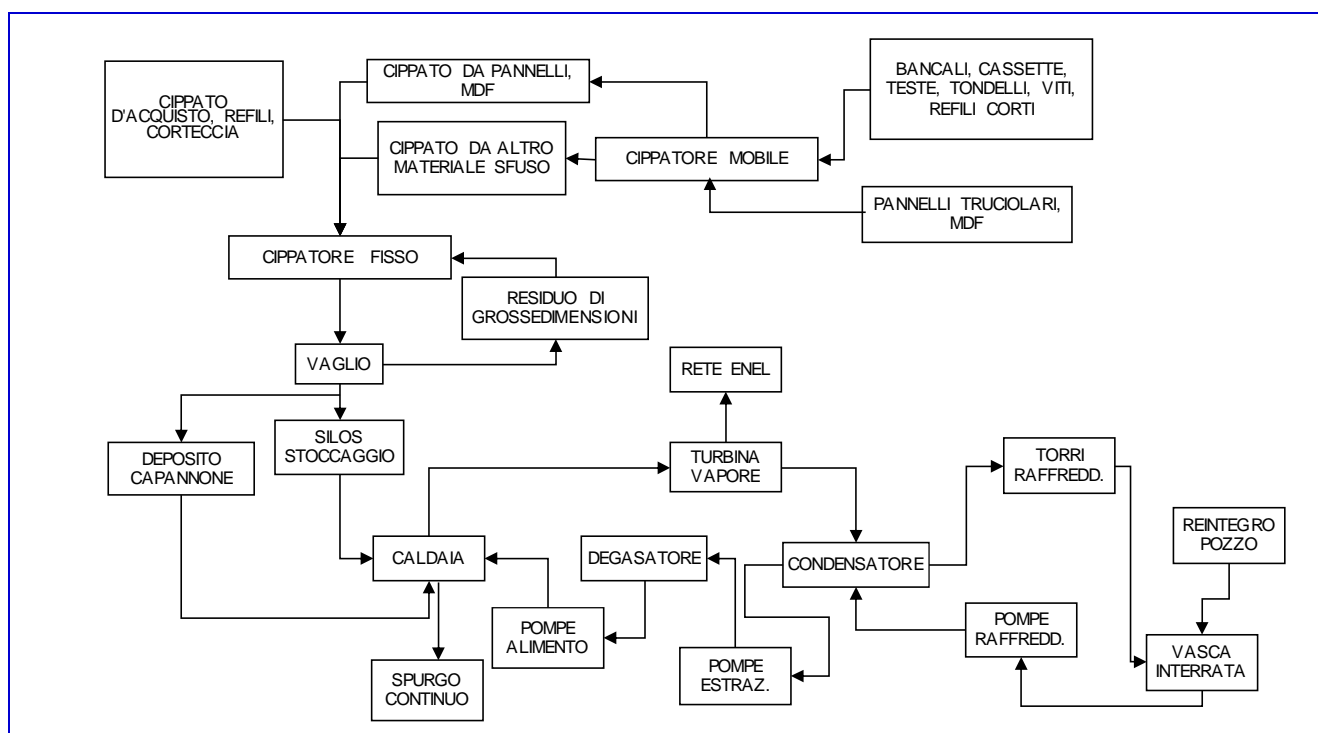 CIPPATO
D'ACQUISTO, REFILI,
CORTECCIA
CIPPATO DA PANNELLI,
MDF
CIPPATO DA ALTRO
MATERIALE SFUSO
CIPPATORE MOBILE
BANCALI, CASSETTE,
TESTE, TONDELLI, VITI,
REFILI CORTI
PANNELLI TRUCIOLARI,
MDF
CIPPATORE FISSO
RESIDUO DI
GROSSEDIMENSIONI
VAGLIO
RETE ENEL
DEPOSITO
CAPANNONE
SILOS
STOCCAGGIO
TURBINA
VAPORE
TORRI
RAFFREDD.
REINTEGRO
POZZO
CALDAIA
DEGASATORE
CONDENSATORE
POMPE
ALIMENTO
POMPE
RAFFREDD.
SPURGO
CONTINUO
POMPE
ESTRAZ.
VASCA
INTERRATA